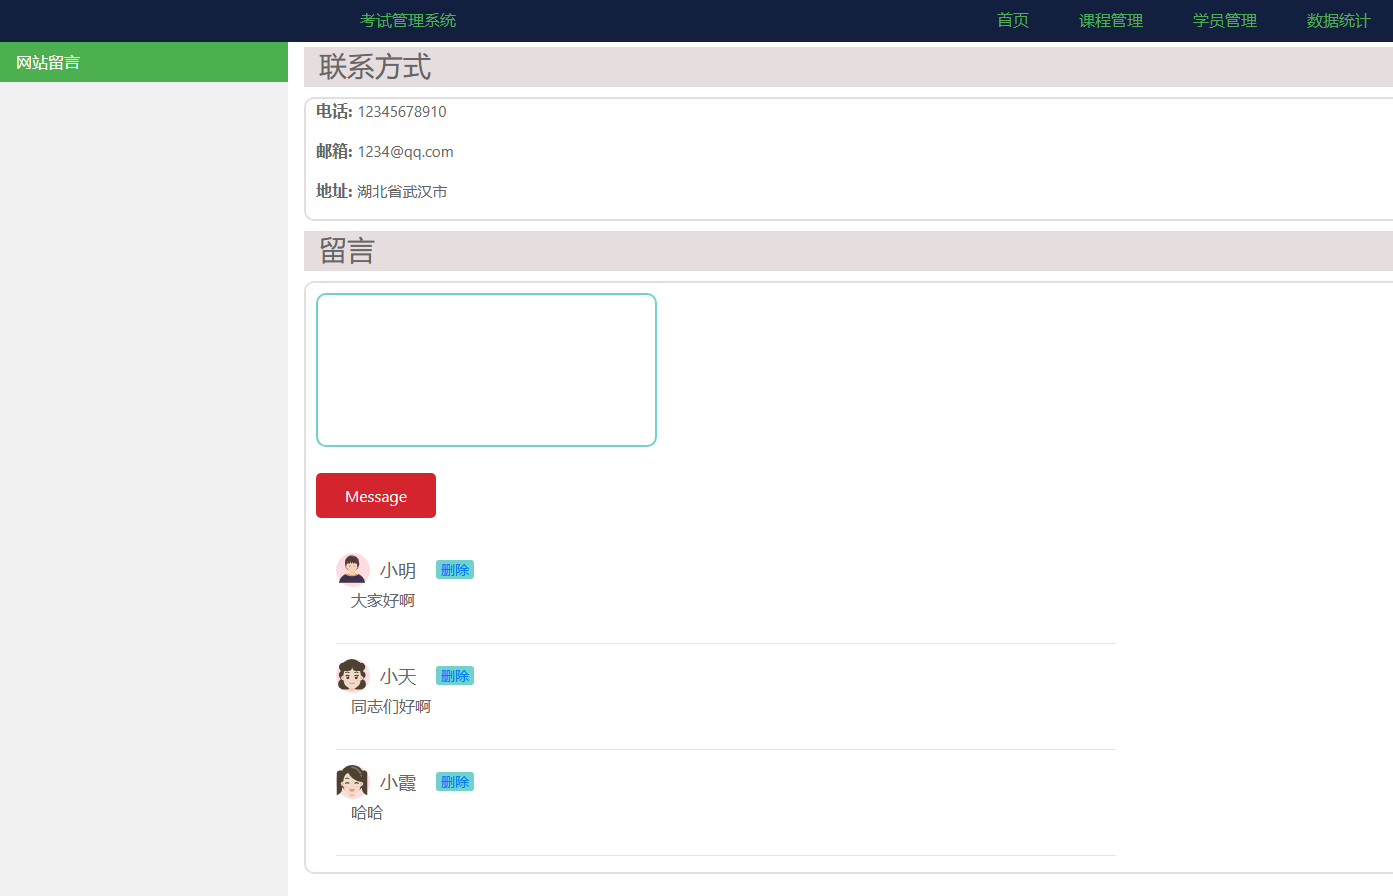 考试管理系统 首页 课程管理 学员管理 数据统计
网站留言
联系方式
电话: 12345678910
邮箱: 1234@qq.com
地址: 湖北省武汉市
留言
Message
小明 删除
大家好啊
小天 删除
同志们好啊
小霞 删除
哈哈